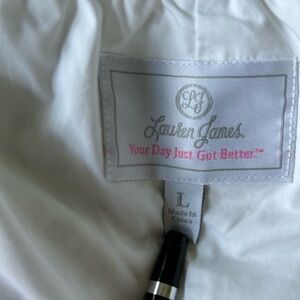 LJ
Lauren James
Your Day Just Got Better.™
L
Made In
China